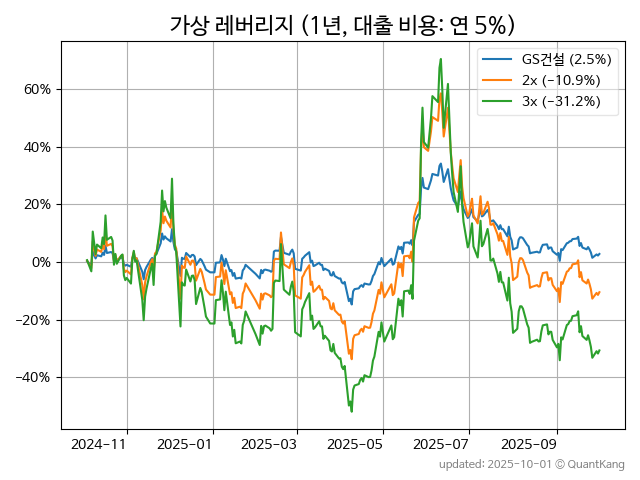 가상 레버리지 (1년, 대출 비용: 연 5%)
GS건설 (2.5%)
2x (−10.9%)
3x (−31.2%)
60%
40%
20%
0%
−20%
−40%
2024-11 2025-01 2025-03 2025-05 2025-07 2025-09
updated: 2025-10-01 © QuantKang